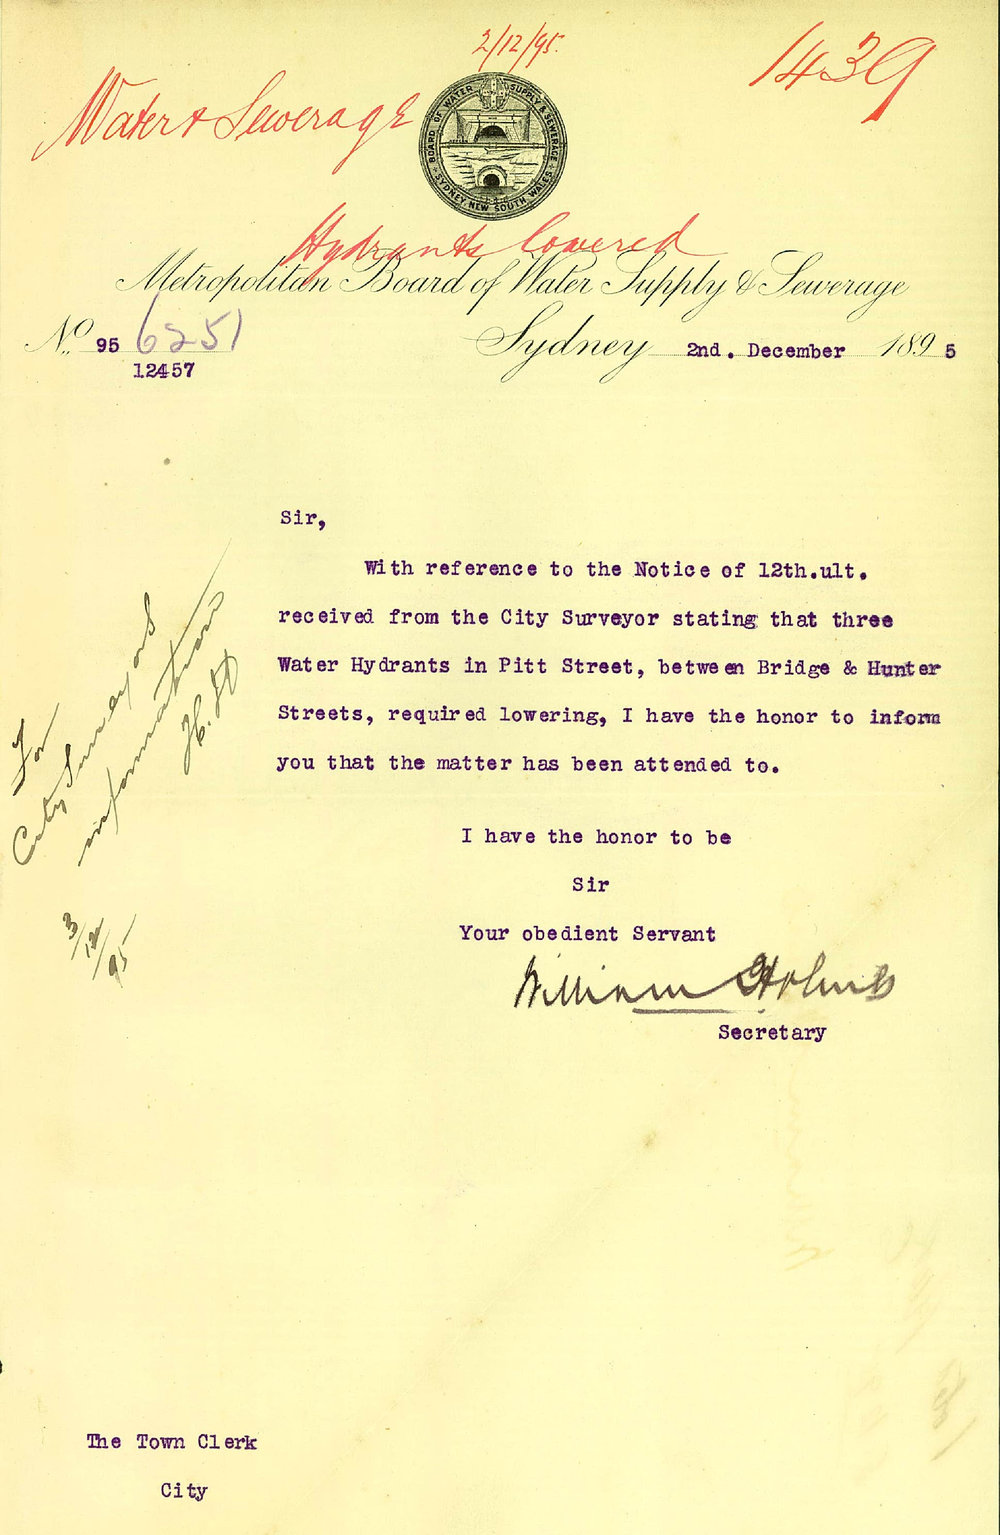 2/12/95.
1439
Water & Sewerage
BOARD OF WATER SUPPLY & SEWERAGE
SYDNEY, NEW SOUTH WALES
Hydrants lowered
Metropolitan Board of Water Supply & Sewerage
No. 95 6251
12457
Sydney 2nd. December 1895
Sir,
With reference to the Notice of 12th.ult.
received from the City Surveyor stating that three
Water Hydrants in Pitt Street, between Bridge & Hunter
Streets, required lowering, I have the honor to inform
you that the matter has been attended to.
For
City Surveyors
information
3/12/95
I have the honor to be
Sir
Your obedient Servant
William Holmes
Secretary
The Town Clerk
City